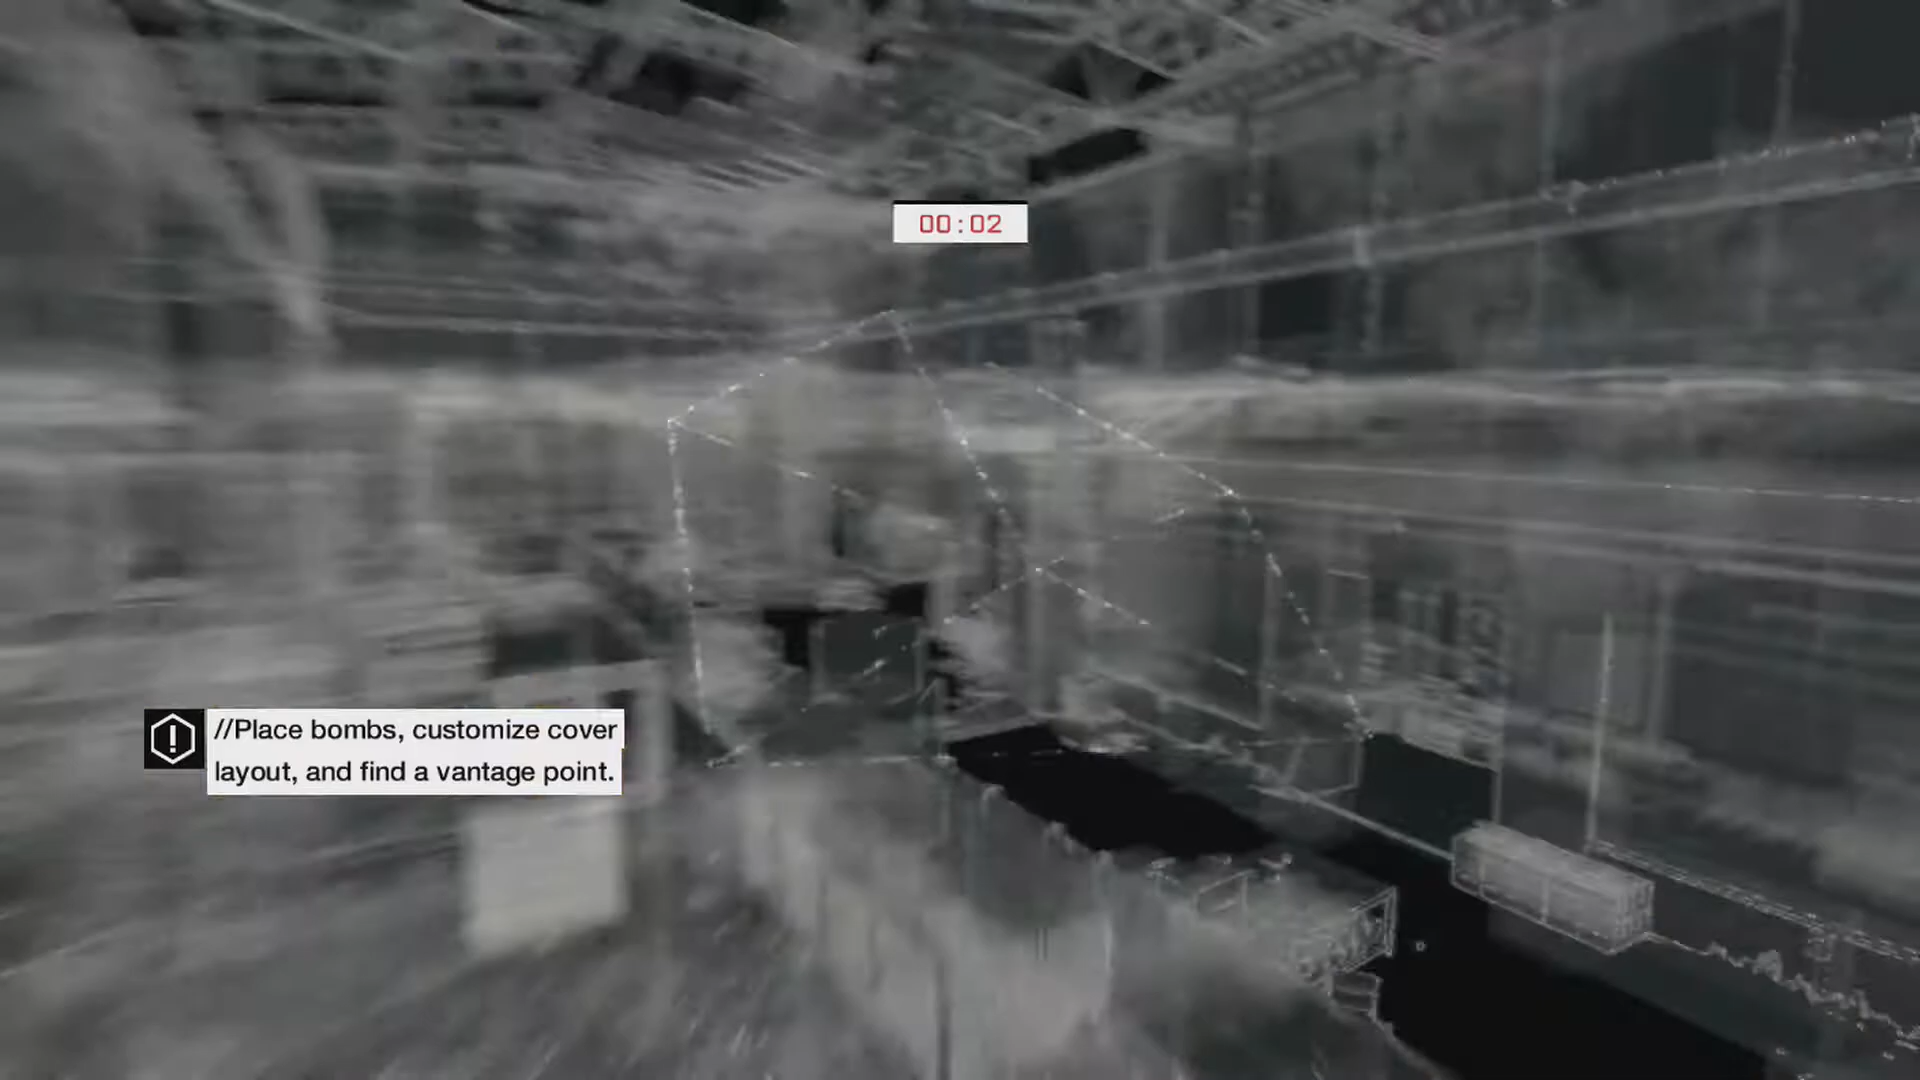 00:02
//Place bombs, customize cover
layout, and find a vantage point.